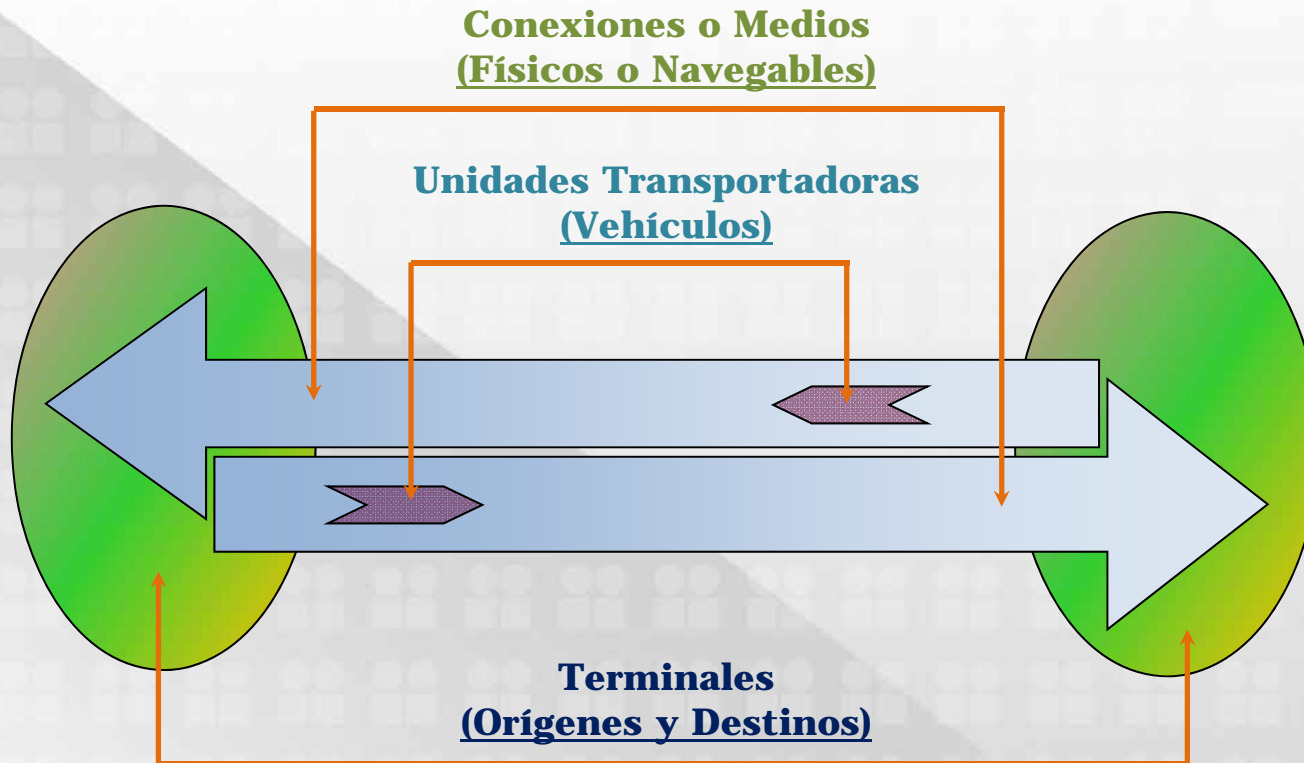 Conexiones o Medios
(Físicos o Navegables)
Unidades Transportadoras
(Vehículos)
Terminales
(Orígenes y Destinos)